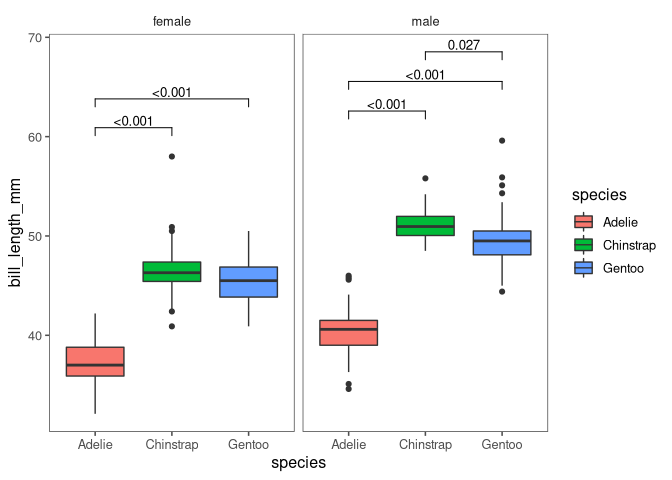 female
male
70
60
50
40
bill_length_mm
<0.001
<0.001
0.027
<0.001
<0.001
Adelie Chinstrap Gentoo
Adelie Chinstrap Gentoo
species
species
Adelie
Chinstrap
Gentoo